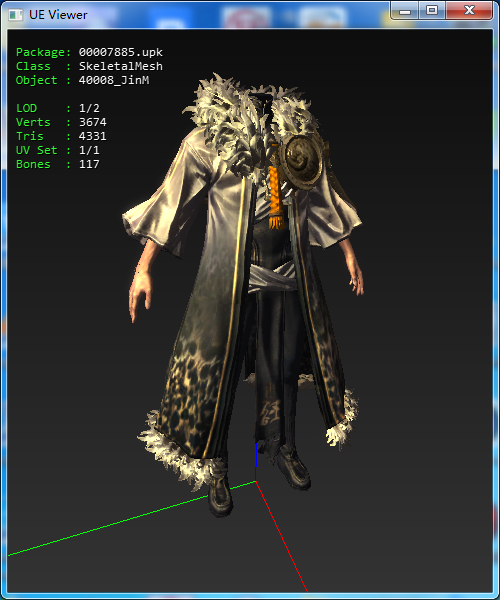 UE Viewer
Package: 00007885.upk
Class : SkeletalMesh
Object : 40008_JinM
LOD : 1/2
Verts : 3674
Tris : 4331
UV Set : 1/1
Bones : 117